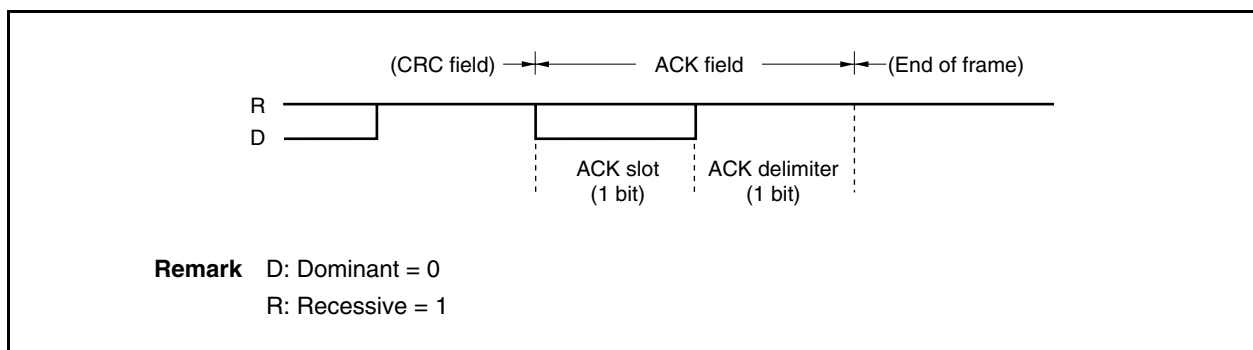 (CRC field) ACK field (End of frame)
R
D
ACK slot ACK delimiter
(1 bit) (1 bit)
Remark D: Dominant = 0
R: Recessive = 1